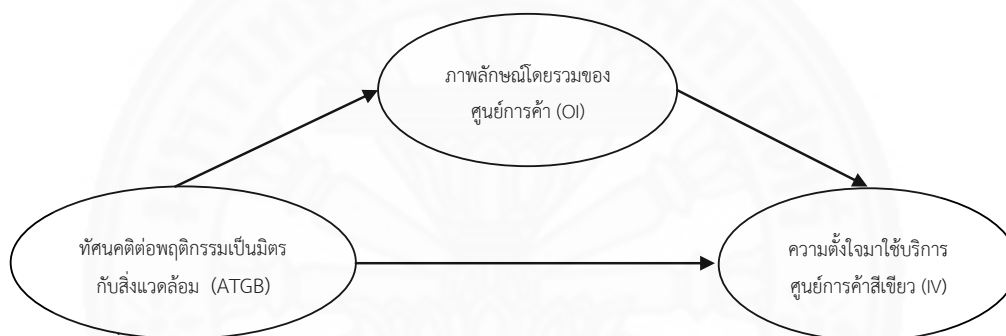 ภาพลักษณ์โดยรวมของ
ศูนย์การค้า (OI)
ทัศนคติต่อพฤติกรรมเป็นมิตร
กับสิ่งแวดล้อม (ATGB)
ความตั้งใจมาใช้บริการ
ศูนย์การค้าสีเขียว (IV)